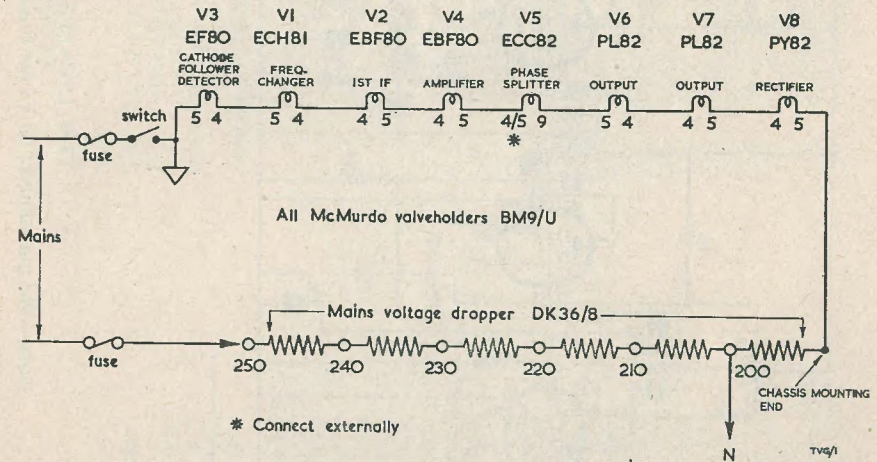 V3 V1 V2 V4 V5 V6 V7 V8
EF80 ECH81 EBF80 EBF80 ECC82 PL82 PL82 PY82
CATHODE
FOLLOWER
DETECTOR
FREQ-
CHANGER
1ST IF
AMPLIFIER
PHASE
SPLITTER
OUTPUT
OUTPUT
RECTIFIER
5 4 5 4 4 5 4 5 4/5 9 5 4 4 5 4 5
*
switch
fuse
All McMurdo valveholders BM9/U
Mains
Mains voltage dropper DK36/8
fuse
250 240 230 220 210 200
CHASSIS MOUNTING
END
* Connect externally
N
TVG/1